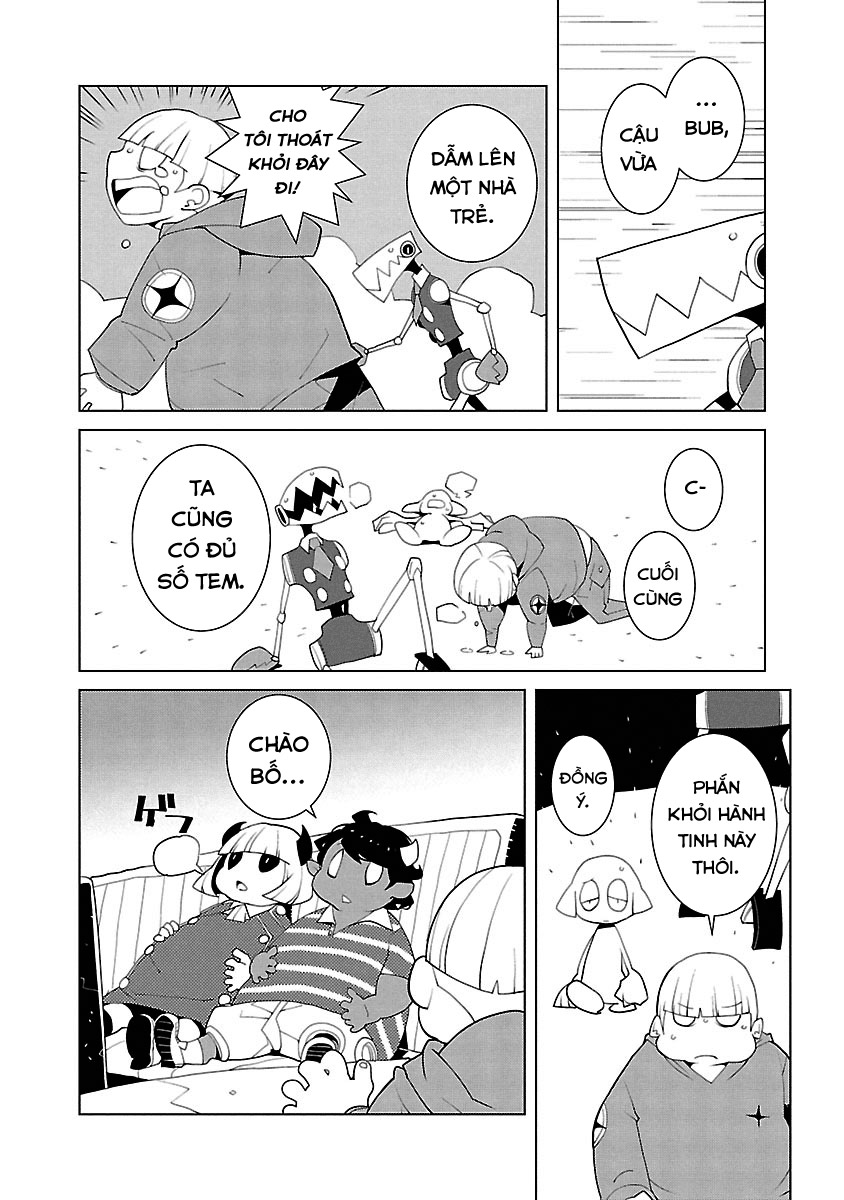 ...
BUB,
CẬU
VỪA
DẪM LÊN
MỘT NHÀ
TRẺ.
CHO
TÔI THOÁT
KHỎI ĐÂY
ĐI!
C-
CUỐI
CÙNG
TA
CŨNG
CÓ ĐỦ
SỐ TEM.
PHẮN
KHỎI HÀNH
TINH NÀY
THÔI.
ĐỒNG
Ý.
CHÀO
BỐ...
ゲフ